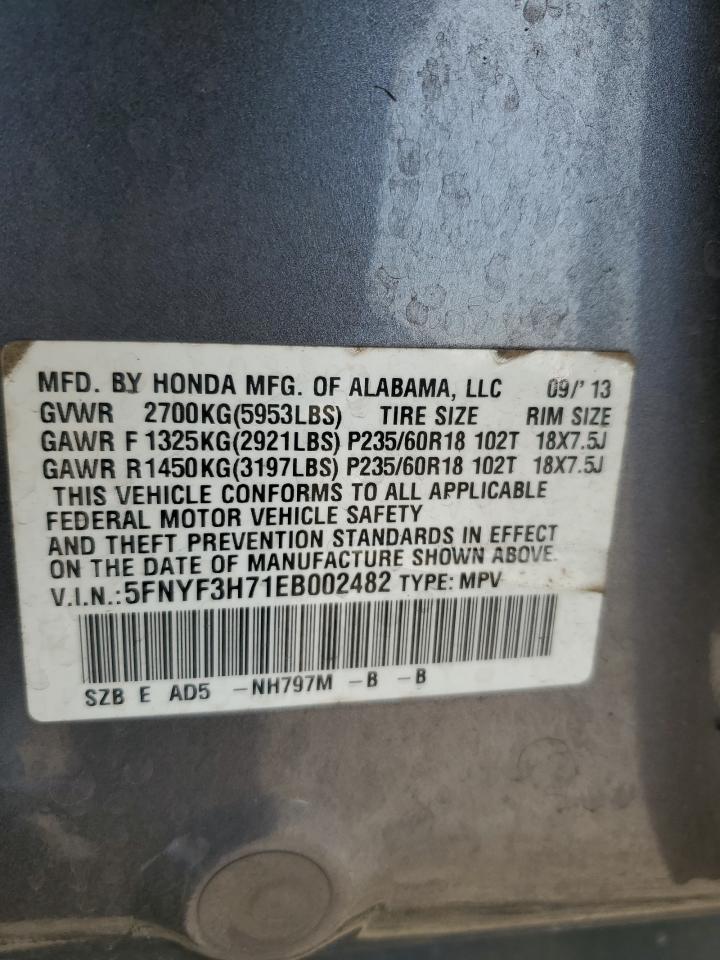 MFD. BY HONDA MFG. OF ALABAMA, LLC 09/'13
GVWR 2700KG(5953LBS) TIRE SIZE RIM SIZE
GAWR F 1325KG(2921LBS) P235/60R18 102T 18X7.5J
GAWR R1450KG(3197LBS) P235/60R18 102T 18X7.5J
THIS VEHICLE CONFORMS TO ALL APPLICABLE
FEDERAL MOTOR VEHICLE SAFETY
AND THEFT PREVENTION STANDARDS IN EFFECT
ON THE DATE OF MANUFACTURE SHOWN ABOVE.
V.I.N.:5FNYF3H71EB002482 TYPE: MPV
SZB E AD5 -NH797M -B -B